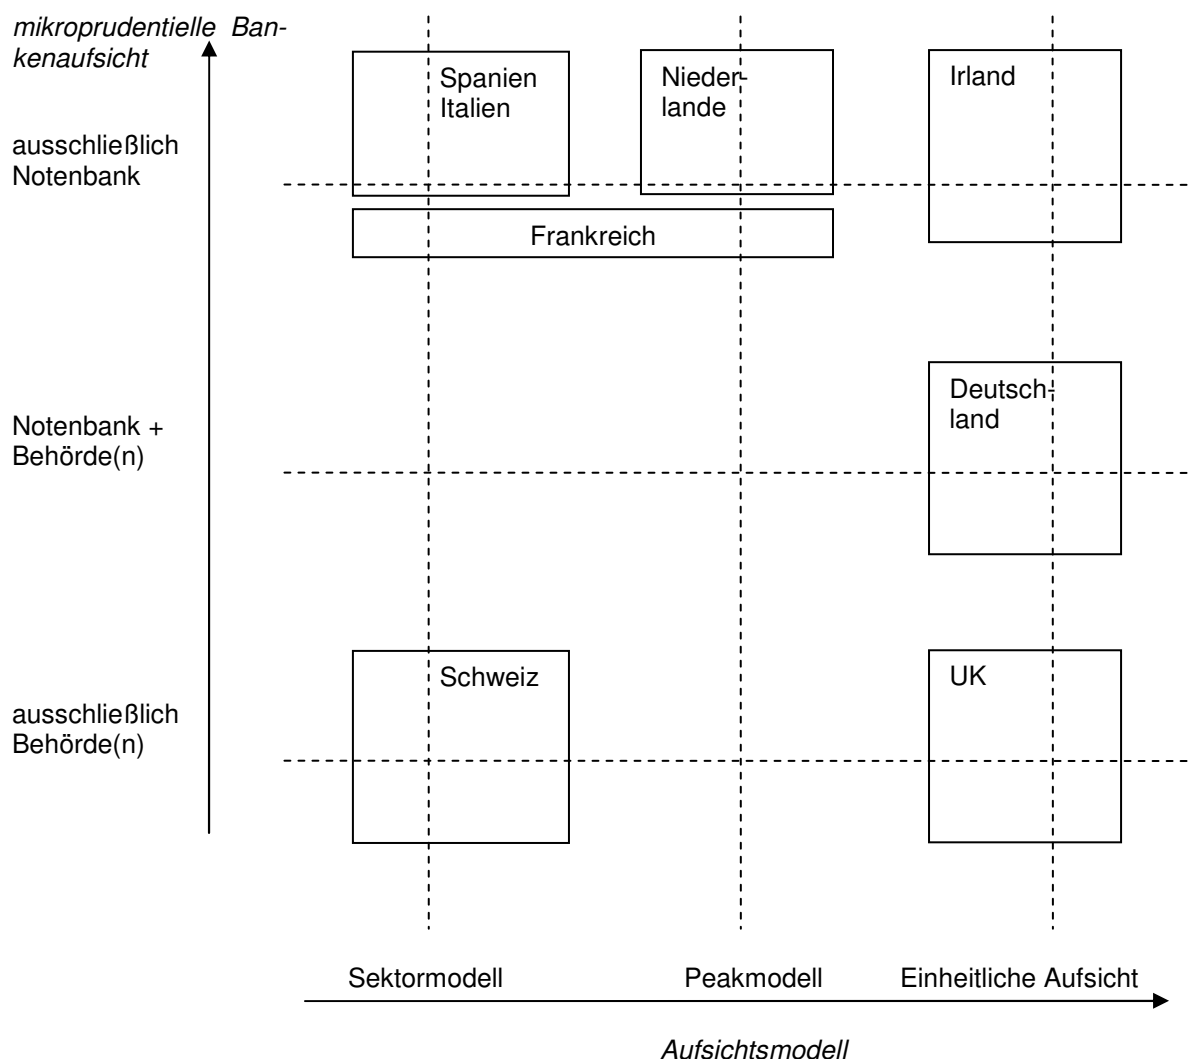 mikroprudentielle Ban-
kenaufsicht
Spanien
Italien
Nieder-
lande
Irland
ausschließlich
Notenbank
Frankreich
Deutsch-
land
Notenbank +
Behörde(n)
Schweiz
UK
ausschließlich
Behörde(n)
Sektormodell
Peakmodell
Einheitliche Aufsicht
Aufsichtsmodell